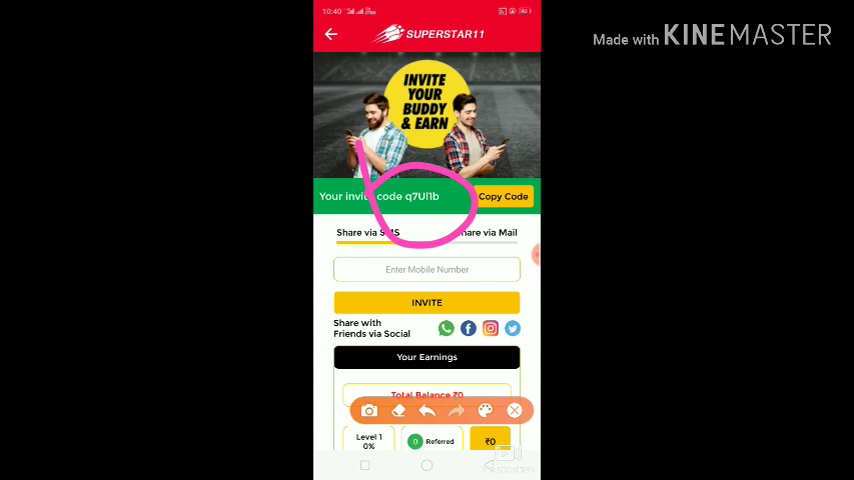 10:40
Made with KINEMASTER
SUPERSTAR11
INVITE
YOUR
BUDDY
& EARN
Your invite code q7Ul1b
Copy Code
Share via SMS
Share via Mail
Enter Mobile Number
INVITE
Share with
Friends via Social
Your Earnings
Total Balance ₹0
Level 1
0%
0 Referred
₹0